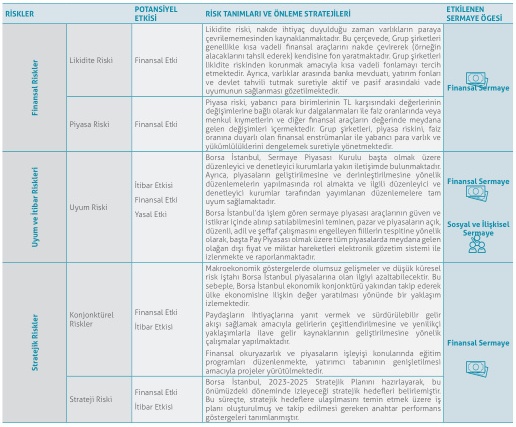 RİSKLER
POTANSİYEL
ETKİSİ
RİSK TANIMLARI VE ÖNLEME STRATEJİLERİ
ETKİLENEN
SERMAYE ÖGESİ
Finansal Riskler
Likidite Riski
Finansal Etki
Likidite riski, nakde ihtiyaç duyulduğu zaman varlıkların paraya
çevrilememesinden kaynaklanmaktadır. Bu çerçevede, Grup şirketleri
genellikle kısa vadeli finansal araçlarını nakde çevirerek (örneğin
alacaklarını tahsil ederek) kendisine fon yaratmaktadır. Grup şirketleri
likidite riskinden korunmak amacıyla kısa vadeli fonlamayı tercih
etmektedir. Ayrıca, varlıklar arasında banka mevduatı, yatırım fonları
ve devlet tahvili tutmak suretiyle aktif ve pasif arasındaki vade
uyumunun sağlanması gözetilmektedir.
Finansal Sermaye
Piyasa Riski
Finansal Etki
Piyasa riski, yabancı para birimlerinin TL karşısındaki değerlerinin
değişimlerine bağlı olarak kur dalgalanmaları ile faiz oranlarında veya
menkul kıymetlerin ve diğer finansal araçların değerinde meydana
gelen değişimleri içermektedir. Grup şirketleri, piyasa riskini, faiz
oranına duyarlı olan finansal enstrümanlar ile yabancı para varlık ve
yükümlülüklerini dengelemek suretiyle yönetmektedir.
Uyum ve İtibar Riskleri
Uyum Riski
İtibar Etkisi
Finansal Etki
Yasal Etki
Borsa İstanbul, Sermaye Piyasası Kurulu başta olmak üzere
düzenleyici ve denetleyici kurumlarla yakın iletişimde bulunmaktadır.
Ayrıca, piyasaların geliştirilmesine ve derinleştirilmesine yönelik
düzenlemelerin yapılmasında rol almakta ve ilgili düzenleyici ve
denetleyici kurumlar tarafından yayımlanan düzenlemelere tam
uyum sağlamaktadır.
Borsa İstanbul'da işlem gören sermaye piyasası araçlarının güven ve
istikrar içinde alınıp satılabilmesini teminen, pazar ve piyasaların açık,
düzenli, adil ve şeffaf çalışmasını engelleyen fiillerin tespitine yönelik
olarak, başta Pay Piyasası olmak üzere tüm piyasalarda meydana gelen
olağan dışı fiyat ve miktar hareketleri elektronik gözetim sistemi ile
izlenmekte ve raporlanmaktadır.
Finansal Sermaye
Sosyal ve İlişkisel
Sermaye
Stratejik Riskler
Konjonktürel
Riskler
Finansal Etki
İtibar Etkisi
Makroekonomik göstergelerde olumsuz gelişmeler ve düşük küresel
risk iştahı Borsa İstanbul piyasalarına olan ilgiyi azaltabilecektir. Bu
sebeple, Borsa İstanbul ekonomik konjonktürü yakından takip ederek
ülke ekonomisine ilişkin değer yaratılması yönünde bir yaklaşım
izlemektedir.
Paydaşların ihtiyaçlarına yanıt vermek ve sürdürülebilir gelir
akışı sağlamak amacıyla gelirlerin çeşitlendirilmesine ve yenilikçi
yaklaşımlarla ilave gelir kaynaklarının geliştirilmesine yönelik
çalışmalar yapılmaktadır.
Finansal okuryazarlık ve piyasaların işleyişi konularında eğitim
programları düzenlenmekte, yatırımcı tabanının genişletilmesi
amacıyla projeler yürütülmektedir.
Finansal Sermaye
Strateji Riski
Finansal Etki
İtibar Etkisi
Borsa İstanbul, 2023-2025 Stratejik Planını hazırlayarak, bu
önümüzdeki döneminde izleyeceği stratejik hedefleri belirlemiştir.
Bu süreçte, stratejik hedeflere ulaşılmasını temin etmek üzere iş
planı oluşturulmuş ve takip edilmesi gereken anahtar performans
göstergeleri tanımlanmıştır.